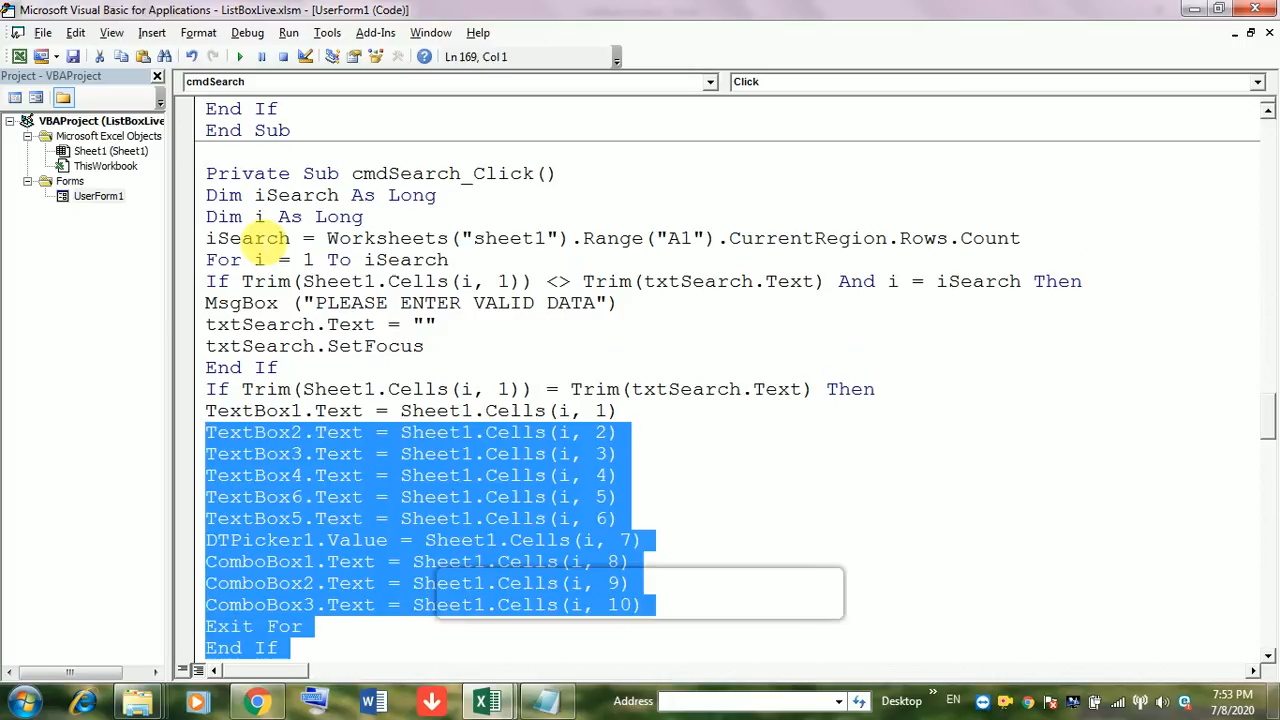 Microsoft Visual Basic for Applications - ListBoxLive.xlsm - [UserForm1 (Code)]
File Edit View Insert Format Debug Run Tools Add-Ins Window Help
Ln 169, Col 1
Project - VBAProject
cmdSearch
Click
VBAProject (ListBoxLive
Microsoft Excel Objects
Sheet1 (Sheet1)
ThisWorkbook
Forms
UserForm1
End If
End Sub
Private Sub cmdSearch_Click()
Dim iSearch As Long
Dim i As Long
iSearch = Worksheets("sheet1").Range("A1").CurrentRegion.Rows.Count
For i = 1 To iSearch
If Trim(Sheet1.Cells(i, 1)) <> Trim(txtSearch.Text) And i = iSearch Then
MsgBox ("PLEASE ENTER VALID DATA")
txtSearch.Text = ""
txtSearch.SetFocus
End If
If Trim(Sheet1.Cells(i, 1)) = Trim(txtSearch.Text) Then
TextBox1.Text = Sheet1.Cells(i, 1)
TextBox2.Text = Sheet1.Cells(i, 2)
TextBox3.Text = Sheet1.Cells(i, 3)
TextBox4.Text = Sheet1.Cells(i, 4)
TextBox6.Text = Sheet1.Cells(i, 5)
TextBox5.Text = Sheet1.Cells(i, 6)
DTPicker1.Value = Sheet1.Cells(i, 7)
ComboBox1.Text = Sheet1.Cells(i, 8)
ComboBox2.Text = Sheet1.Cells(i, 9)
ComboBox3.Text = Sheet1.Cells(i, 10)
Exit For
End If
Address
Desktop
EN
7:53 PM
7/8/2020